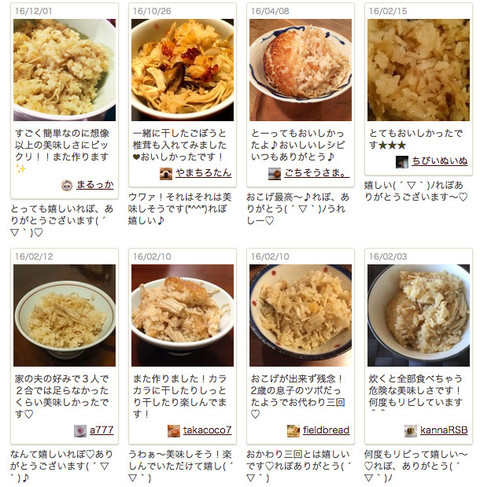 16/12/01
すごく簡単なのに想像
以上の美味しさにビッ
クリ！！また作ります
✨
まるっか
とっても嬉しいれぽ、あ
りがとうございます( ´
▽｀)♡
16/10/26
一緒に干したごぼうと
椎茸も入れてみました
❤おいしかったです！
やまちるたん
ウワァ！それはそれは美
味しそうです(*^^*)れぽ
嬉しい♪
16/04/08
とーってもおいしかっ
たよ♪おいしいレシピ
いつもありがとう♪
ごちそうさま。
おこげ最高〜♪れぽ、あ
りがとう( ´ ▽ ` )ﾉうれ
しー♡
16/02/15
とてもおいしかったで
す★★★
ちびいぬいぬ
嬉しい( ´ ▽ ` )ﾉれぽあ
りがとうございます〜♡
16/02/12
家の夫の好みで３人で
２合では足らなかった
くらい美味しかったで
す♡
a777
なんて嬉しいれぽ♡あり
がとうございます( ´ ▽
` )♪
16/02/10
また作りました！カラ
カラに干したりしっと
り干したり楽しんでま
す！
takacoco7
うわぁ〜美味しそう！楽
しんでいただけて嬉し( ´
▽ ` )
16/02/10
おこげが出来ず残念！
2歳の息子のツボだっ
たようでお代わり三回
♡
fieldbread
おかわり三回とは嬉しい
です♡れぽありがとう( ´
▽ ` )
16/02/03
炊くと全部食べちゃう
危険な美味しさです！
何度もリピしています
kannaRSB
何度もリピって嬉しい〜
♡れぽ、ありがとう( ´
▽ ` )ﾉ